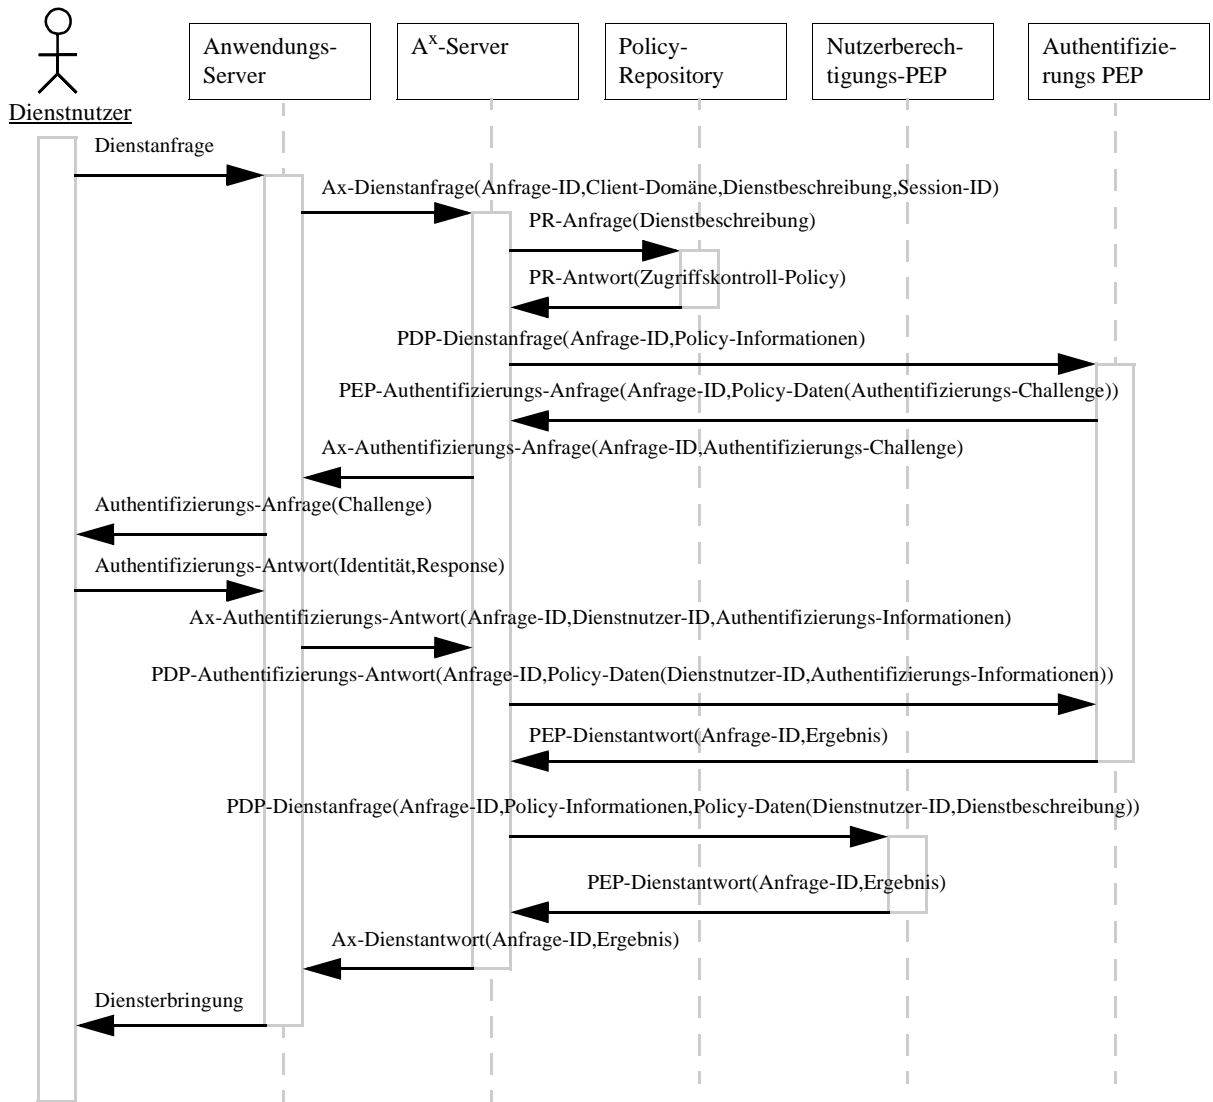 Anwendungs-
Server
Aˣ-Server
Policy-
Repository
Nutzerberech-
tigungs-PEP
Authentifizie-
rungs PEP
Dienstnutzer
Dienstanfrage
Ax-Dienstanfrage(Anfrage-ID,Client-Domäne,Dienstbeschreibung,Session-ID)
PR-Anfrage(Dienstbeschreibung)
PR-Antwort(Zugriffskontroll-Policy)
PDP-Dienstanfrage(Anfrage-ID,Policy-Informationen)
PEP-Authentifizierungs-Anfrage(Anfrage-ID,Policy-Daten(Authentifizierungs-Challenge))
Ax-Authentifizierungs-Anfrage(Anfrage-ID,Authentifizierungs-Challenge)
Authentifizierungs-Anfrage(Challenge)
Authentifizierungs-Antwort(Identität,Response)
Ax-Authentifizierungs-Antwort(Anfrage-ID,Dienstnutzer-ID,Authentifizierungs-Informationen)
PDP-Authentifizierungs-Antwort(Anfrage-ID,Policy-Daten(Dienstnutzer-ID,Authentifizierungs-Informationen))
PEP-Dienstantwort(Anfrage-ID,Ergebnis)
PDP-Dienstanfrage(Anfrage-ID,Policy-Informationen,Policy-Daten(Dienstnutzer-ID,Dienstbeschreibung))
PEP-Dienstantwort(Anfrage-ID,Ergebnis)
Ax-Dienstantwort(Anfrage-ID,Ergebnis)
Diensterbringung